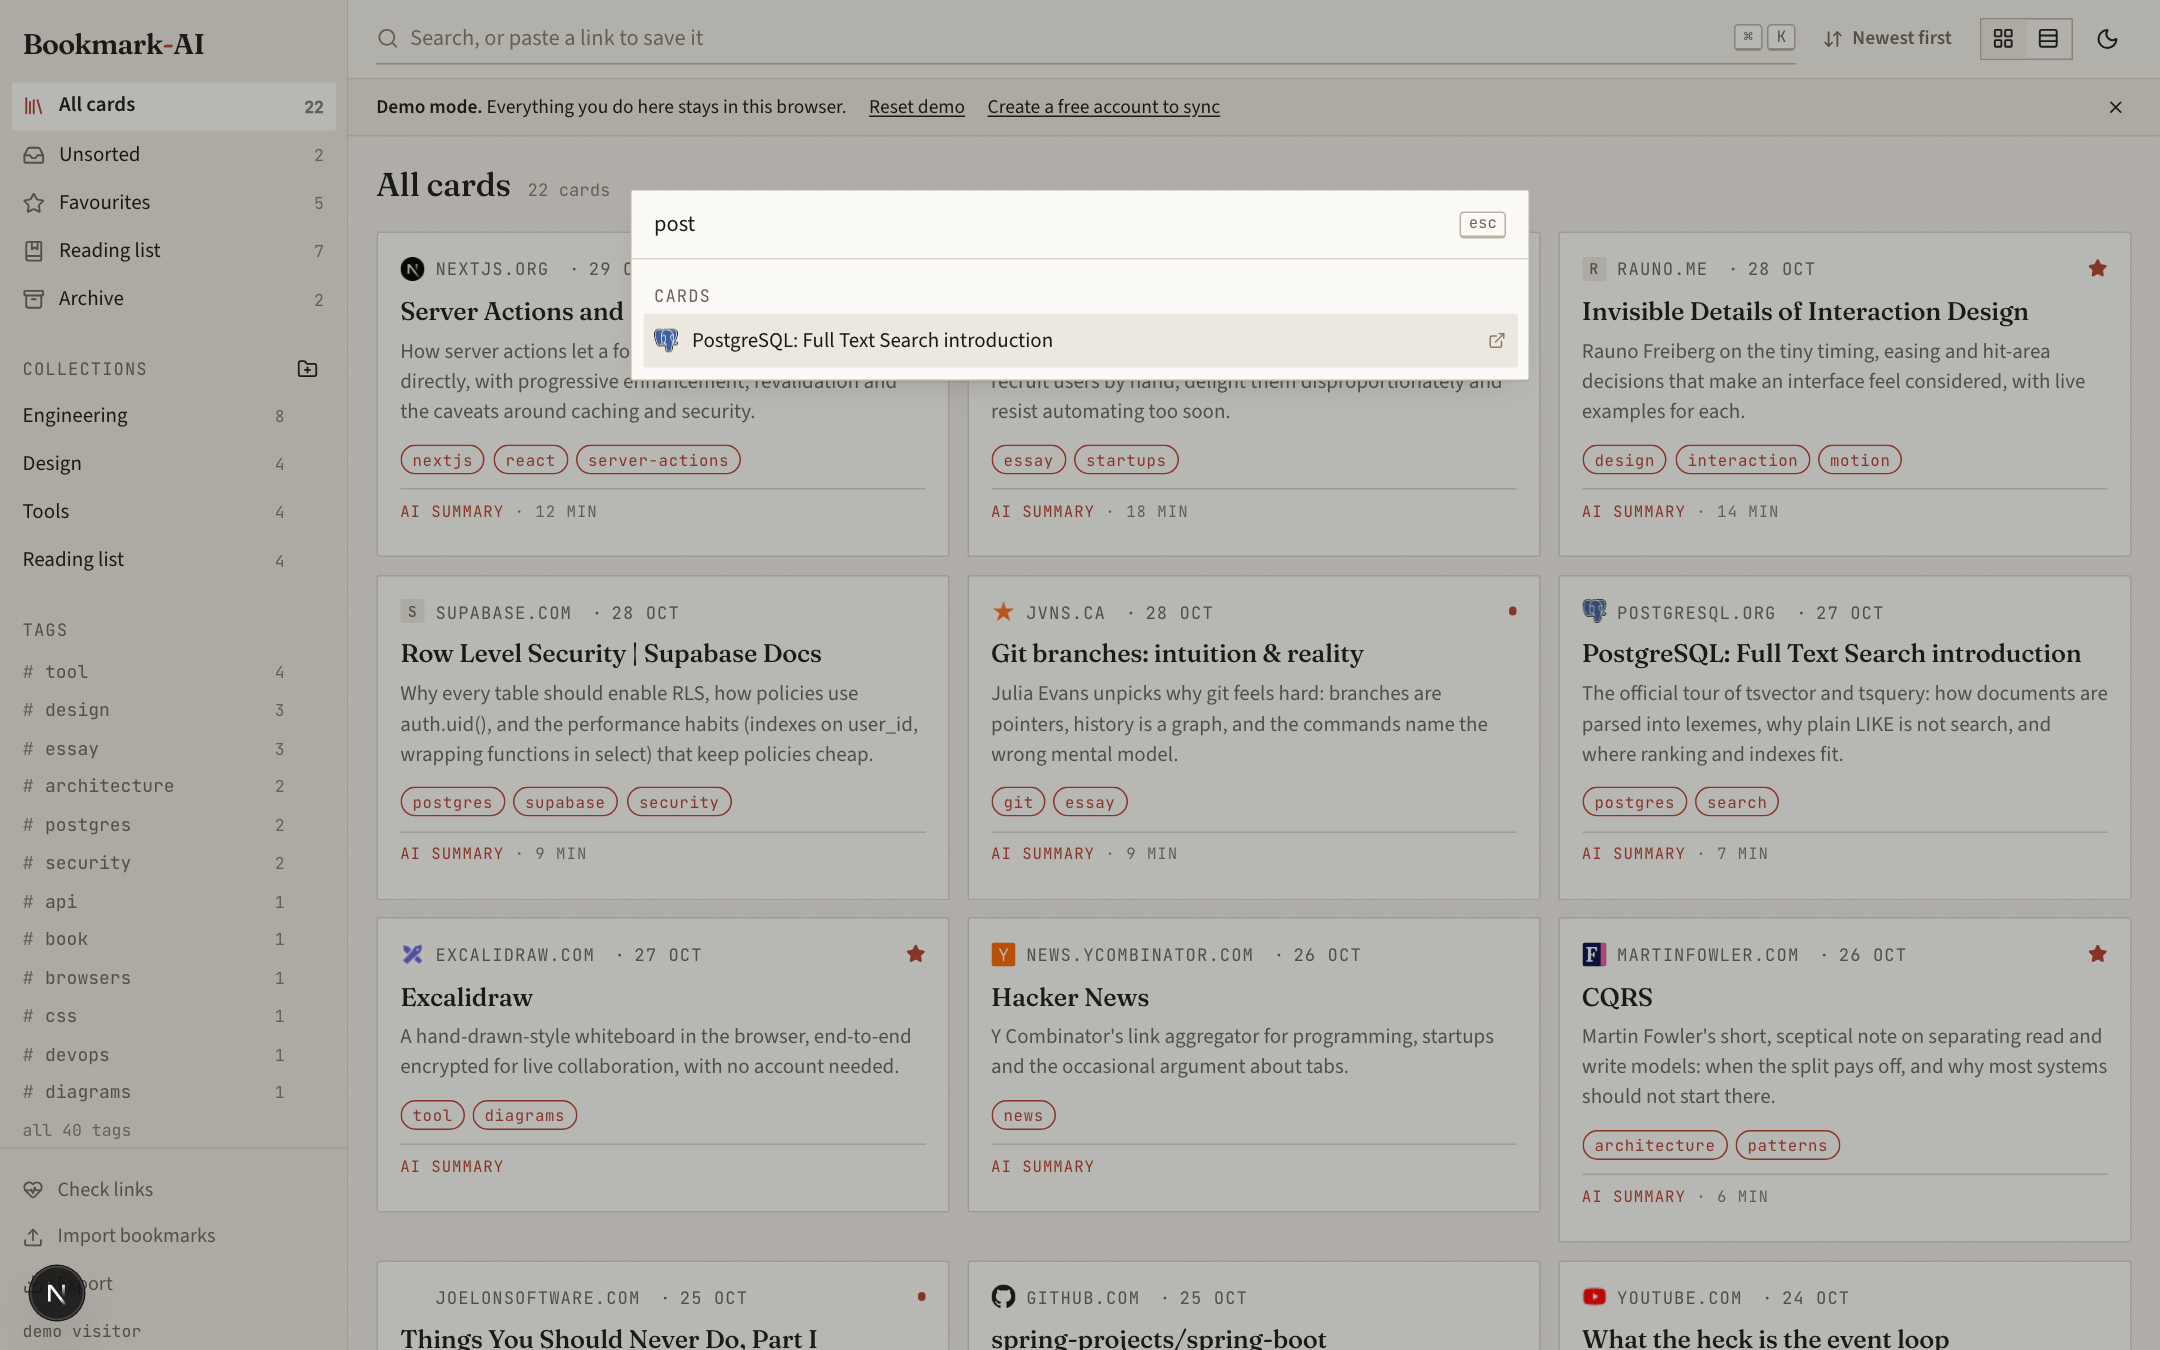 Bookmark-AI
All cards 22
Unsorted 2
Favourites 5
Reading list 7
Archive 2
COLLECTIONS
Engineering 8
Design 4
Tools 4
Reading list 4
TAGS
# tool 4
# design 3
# essay 3
# architecture 2
# postgres 2
# security 2
# api 1
# book 1
# browsers 1
# css 1
# devops 1
# diagrams 1
all 40 tags
Check links
Import bookmarks
N
demo visitor
Search, or paste a link to save it ⌘ K Newest first
Demo mode. Everything you do here stays in this browser. Reset demo Create a free account to sync
All cards 22 cards
post esc
CARDS
PostgreSQL: Full Text Search introduction
N NEXTJS.ORG · 29
Server Actions and
How server actions let a
directly, with progressive enhancement, revalidation and
the caveats around caching and security.
nextjs react server-actions
AI SUMMARY · 12 MIN
recruit users by hand, delight them disproportionately and
resist automating too soon.
essay startups
AI SUMMARY · 18 MIN
R RAUNO.ME · 28 OCT
Invisible Details of Interaction Design
Rauno Freiberg on the tiny timing, easing and hit-area
decisions that make an interface feel considered, with live
examples for each.
design interaction motion
AI SUMMARY · 14 MIN
S SUPABASE.COM · 28 OCT
Row Level Security | Supabase Docs
Why every table should enable RLS, how policies use
auth.uid(), and the performance habits (indexes on user_id,
wrapping functions in select) that keep policies cheap.
postgres supabase security
AI SUMMARY · 9 MIN
JVNS.CA · 28 OCT
Git branches: intuition & reality
Julia Evans unpicks why git feels hard: branches are
pointers, history is a graph, and the commands name the
wrong mental model.
git essay
AI SUMMARY · 9 MIN
POSTGRESQL.ORG · 27 OCT
PostgreSQL: Full Text Search introduction
The official tour of tsvector and tsquery: how documents are
parsed into lexemes, why plain LIKE is not search, and
where ranking and indexes fit.
postgres search
AI SUMMARY · 7 MIN
EXCALIDRAW.COM · 27 OCT
Excalidraw
A hand-drawn-style whiteboard in the browser, end-to-end
encrypted for live collaboration, with no account needed.
tool diagrams
AI SUMMARY
Y NEWS.YCOMBINATOR.COM · 26 OCT
Hacker News
Y Combinator's link aggregator for programming, startups
and the occasional argument about tabs.
news
AI SUMMARY
F MARTINFOWLER.COM · 26 OCT
CQRS
Martin Fowler's short, sceptical note on separating read and
write models: when the split pays off, and why most systems
should not start there.
architecture patterns
AI SUMMARY · 6 MIN
JOELONSOFTWARE.COM · 25 OCT
Things You Should Never Do, Part I
GITHUB.COM · 25 OCT
spring-projects/spring-boot
YOUTUBE.COM · 24 OCT
What the heck is the event loop